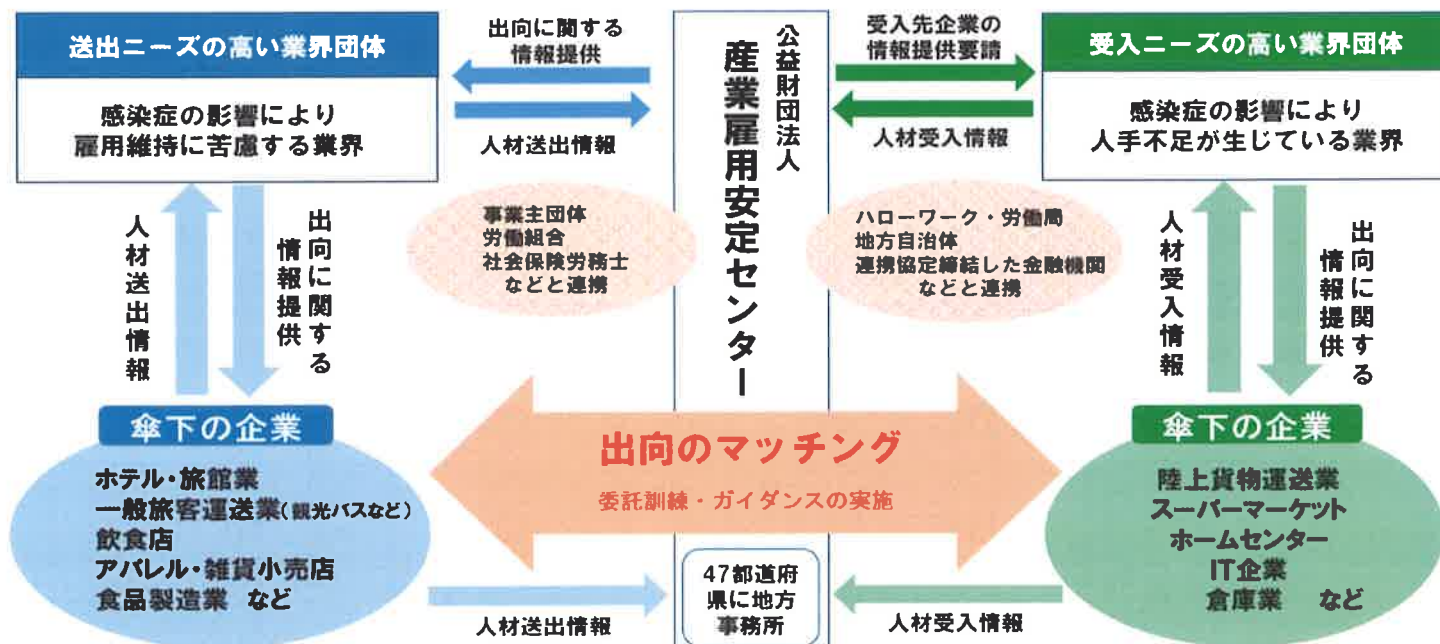 送出ニーズの高い業界団体
感染症の影響により
雇用維持に苦慮する業界
出向に関する
情報提供
人材送出情報
公益財団法人
産業雇用安定センター
受入先企業の
情報提供要請
人材受入情報
受入ニーズの高い業界団体
感染症の影響により
人手不足が生じている業界
事業主団体
労働組合
社会保険労務士
などと連携
ハローワーク・労働局
地方自治体
連携協定締結した金融機関
などと連携
人材送出情報
出向に関する
情報提供
人材受入情報
出向に関する
情報提供
傘下の企業
ホテル・旅館業
一般旅客運送業(観光バスなど)
飲食店
アパレル・雑貨小売店
食品製造業 など
出向のマッチング
委託訓練・ガイダンスの実施
傘下の企業
陸上貨物運送業
スーパーマーケット
ホームセンター
IT企業
倉庫業 など
人材送出情報
47都道府
県に地方
事務所
人材受入情報